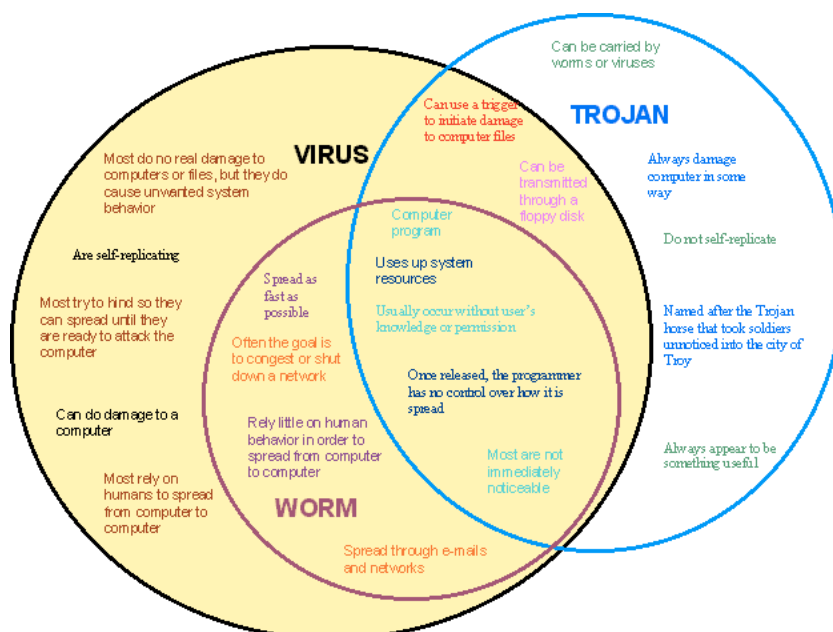 Can be carried by
worms or viruses
TROJAN
Can use a trigger
to initiate damage
to computer files
VIRUS
Most do no real damage to
computers or files, but they do
cause unwanted system
behavior
Always damage
computer in some
way
Can be
transmitted
through a
floppy disk
Computer
program
Do not self-replicate
Are self-replicating
Uses up system
resources
Spread as
fast as
possible
Most try to hind so they
can spread until they
are ready to attack the
computer
Usually occur without user's
knowledge or permission
Named after the Trojan
horse that took soldiers
unnoticed into the city of
Troy
Often the goal is
to congest or shut
down a network
Once released, the programmer
has no control over how it is
spread
Can do damage to a
computer
Rely little on human
behavior in order to
spread from computer
to computer
Most are not
immediately
noticeable
Always appear to be
something useful
Most rely on
humans to spread
from computer to
computer
WORM
Spread through e-mails
and networks